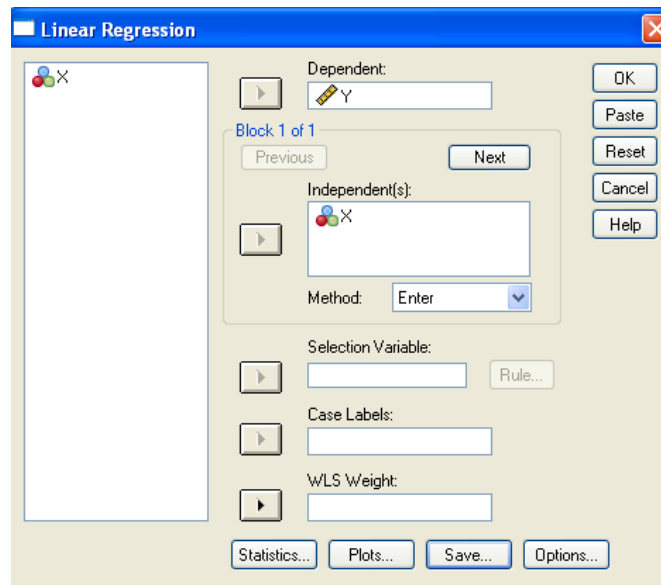 Linear Regression
X
Dependent:
Y
OK
Paste
Reset
Cancel
Help
Block 1 of 1
Previous
Next
Independent(s):
X
Method:
Enter
Selection Variable:
Rule...
Case Labels:
WLS Weight:
Statistics...
Plots...
Save...
Options...